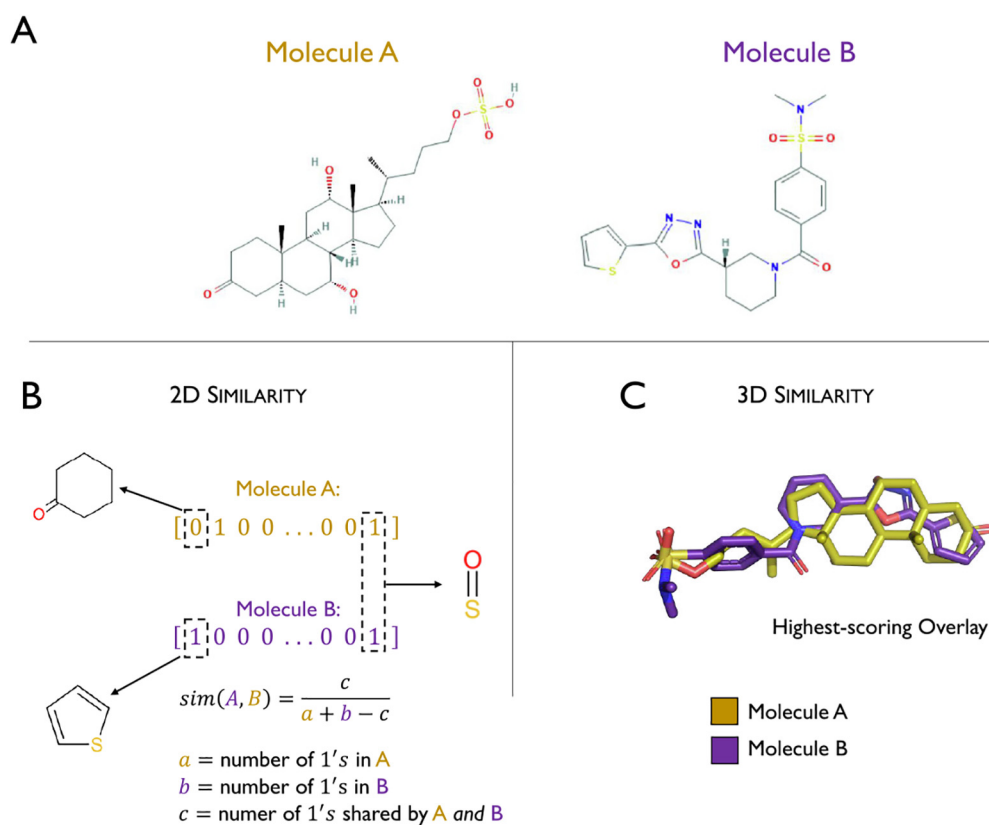 A
Molecule A
Molecule B
H
O
O
S
O
O
H
O
H
H
H
H
H
O
H
O
H
N
O
S
O
N
N
S
O
H
N
O
B
2D SIMILARITY
O
Molecule A:
[ 0 1 0 0 ... 0 0 1 ]
O
S
Molecule B:
[ 1 0 0 0 ... 0 0 1 ]
S
sim(A, B) = c
a + b − c
a = number of 1's in A
b = number of 1's in B
c = numer of 1's shared by A and B
C
3D SIMILARITY
Highest-scoring Overlay
Molecule A
Molecule B